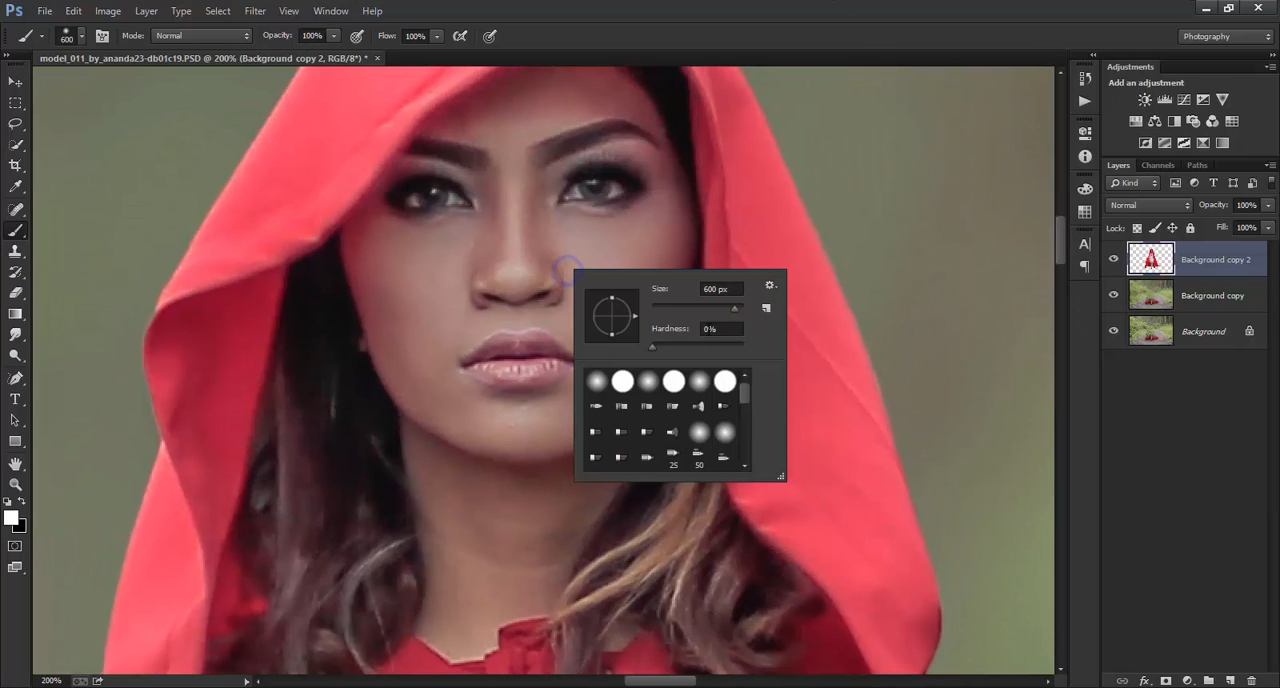 Ps File Edit Image Layer Type Select Filter View Window Help
600 Mode: Normal Opacity: 100% Flow: 100% Photography
model_011_by_ananda23-db01c19.PSD @ 200% (Background copy 2, RGB/8*) * ×
Adjustments
Add an adjustment
Layers Channels Paths
Kind
Normal Opacity: 100%
Lock: Fill: 100%
Background copy 2
Background copy
Background
Size: 600 px
Hardness: 0%
25 50
200%